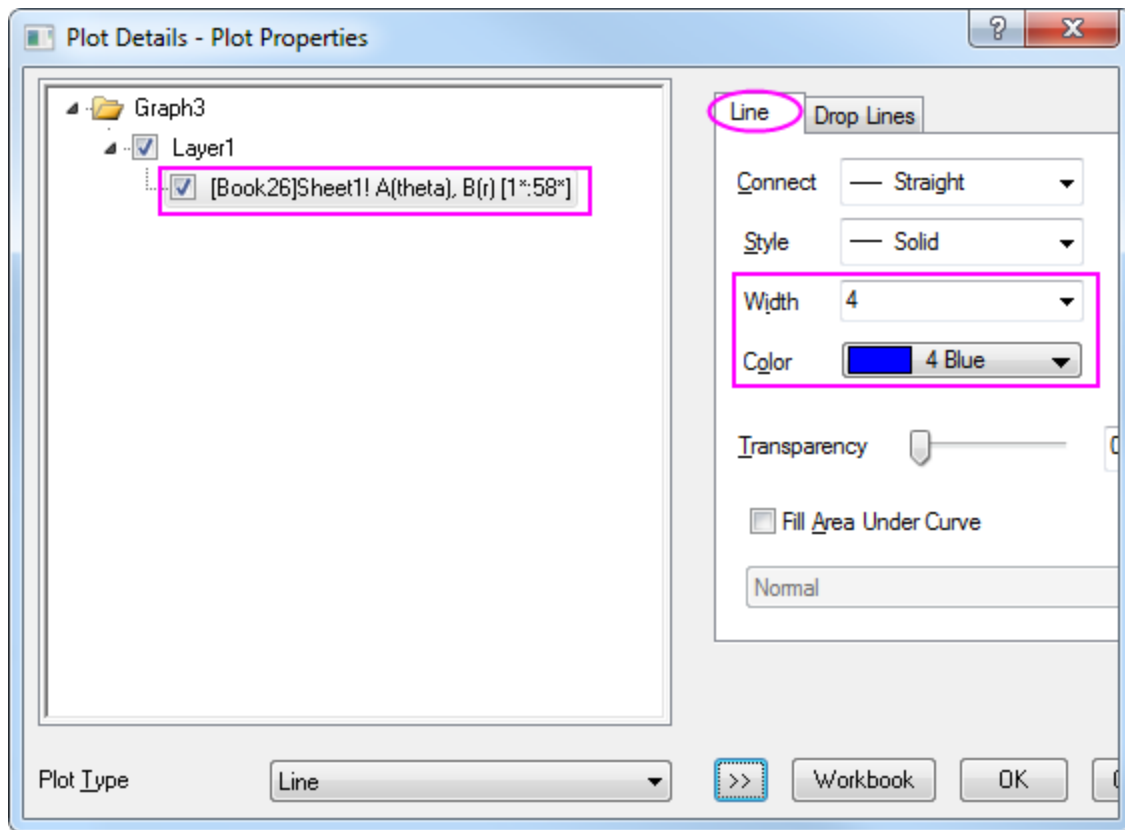 Plot Details - Plot Properties
Graph3
Layer1
[Book26]Sheet1! A(theta), B(r) [1*:58*]
Line
Drop Lines
Connect
Straight
Style
Solid
Width
4
Color
4 Blue
Transparency
Fill Area Under Curve
Normal
Plot Type
Line
>>
Workbook
OK